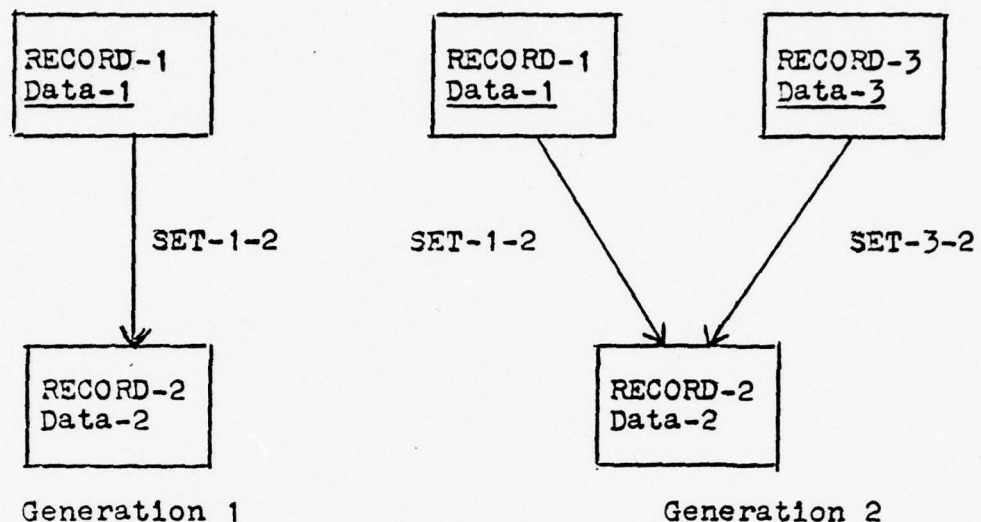 RECORD-1
Data-1
SET-1-2
RECORD-2
Data-2
Generation 1
RECORD-1
Data-1
RECORD-3
Data-3
SET-1-2
SET-3-2
RECORD-2
Data-2
Generation 2